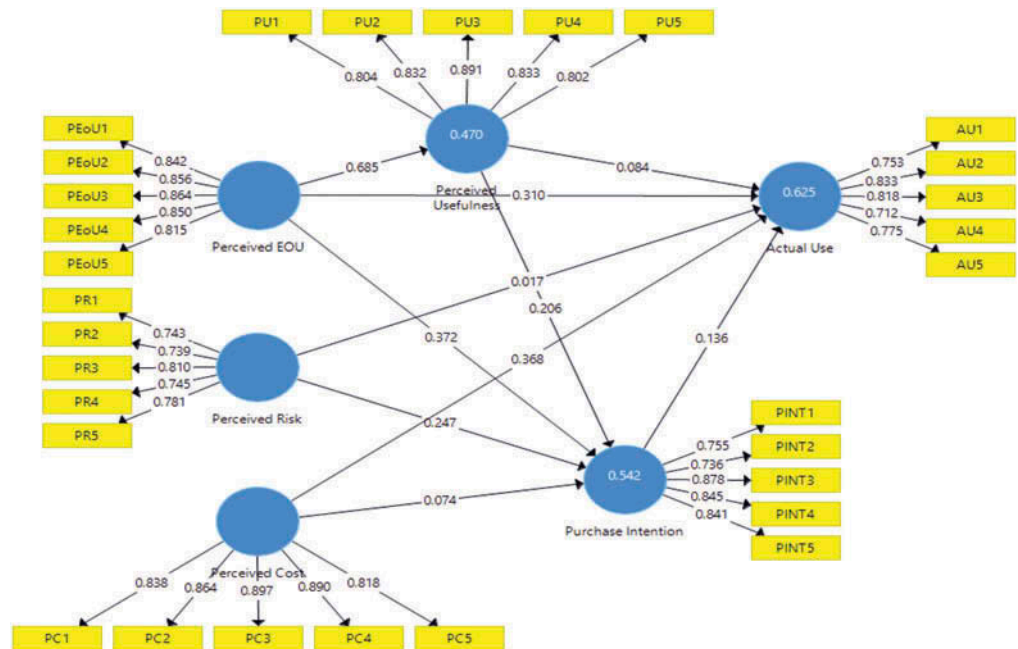 PU1 PU2 PU3 PU4 PU5
0.804 0.832 0.891 0.833 0.802
0.470
Perceived
Usefulness
PEoU1
PEoU2
PEoU3
PEoU4
PEoU5
0.842
0.856
0.864
0.850
0.815
Perceived EOU
0.685
0.084
0.310
AU1
AU2
AU3
AU4
AU5
0.753
0.833
0.818
0.712
0.775
0.625
Actual Use
PR1
PR2
PR3
PR4
PR5
0.743
0.739
0.810
0.745
0.781
Perceived Risk
0.017
0.206
0.372
0.368
0.136
0.247
0.074
PINT1
PINT2
PINT3
PINT4
PINT5
0.755
0.736
0.878
0.845
0.841
0.542
Purchase Intention
Perceived Cost
0.838 0.864 0.897 0.890 0.818
PC1 PC2 PC3 PC4 PC5